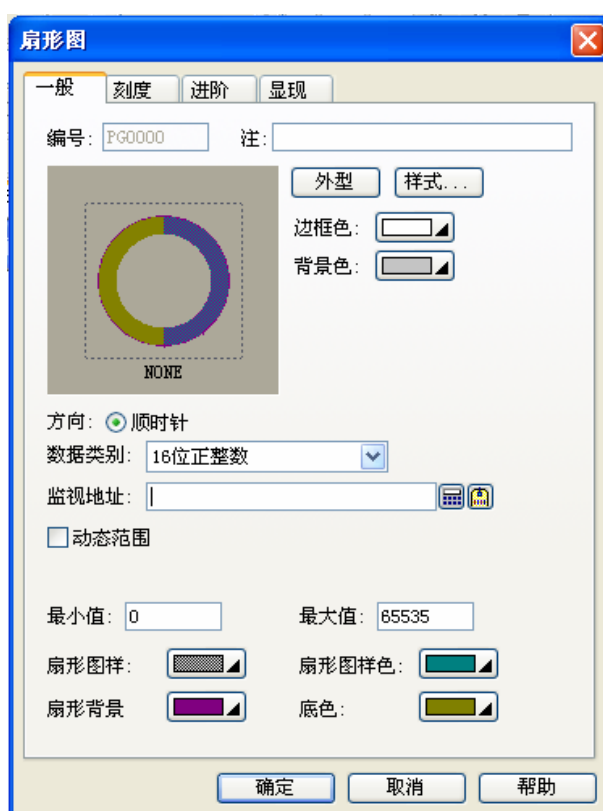 扇形图
一般 刻度 进阶 显现
编号: PG0000 注:
外型 样式...
边框色:
背景色:
NONE
方向: 顺时针
数据类别: 16位正整数
监视地址:
动态范围
最小值: 0 最大值: 65535
扇形图样: 扇形图样色:
扇形背景 底色:
确定 取消 帮助